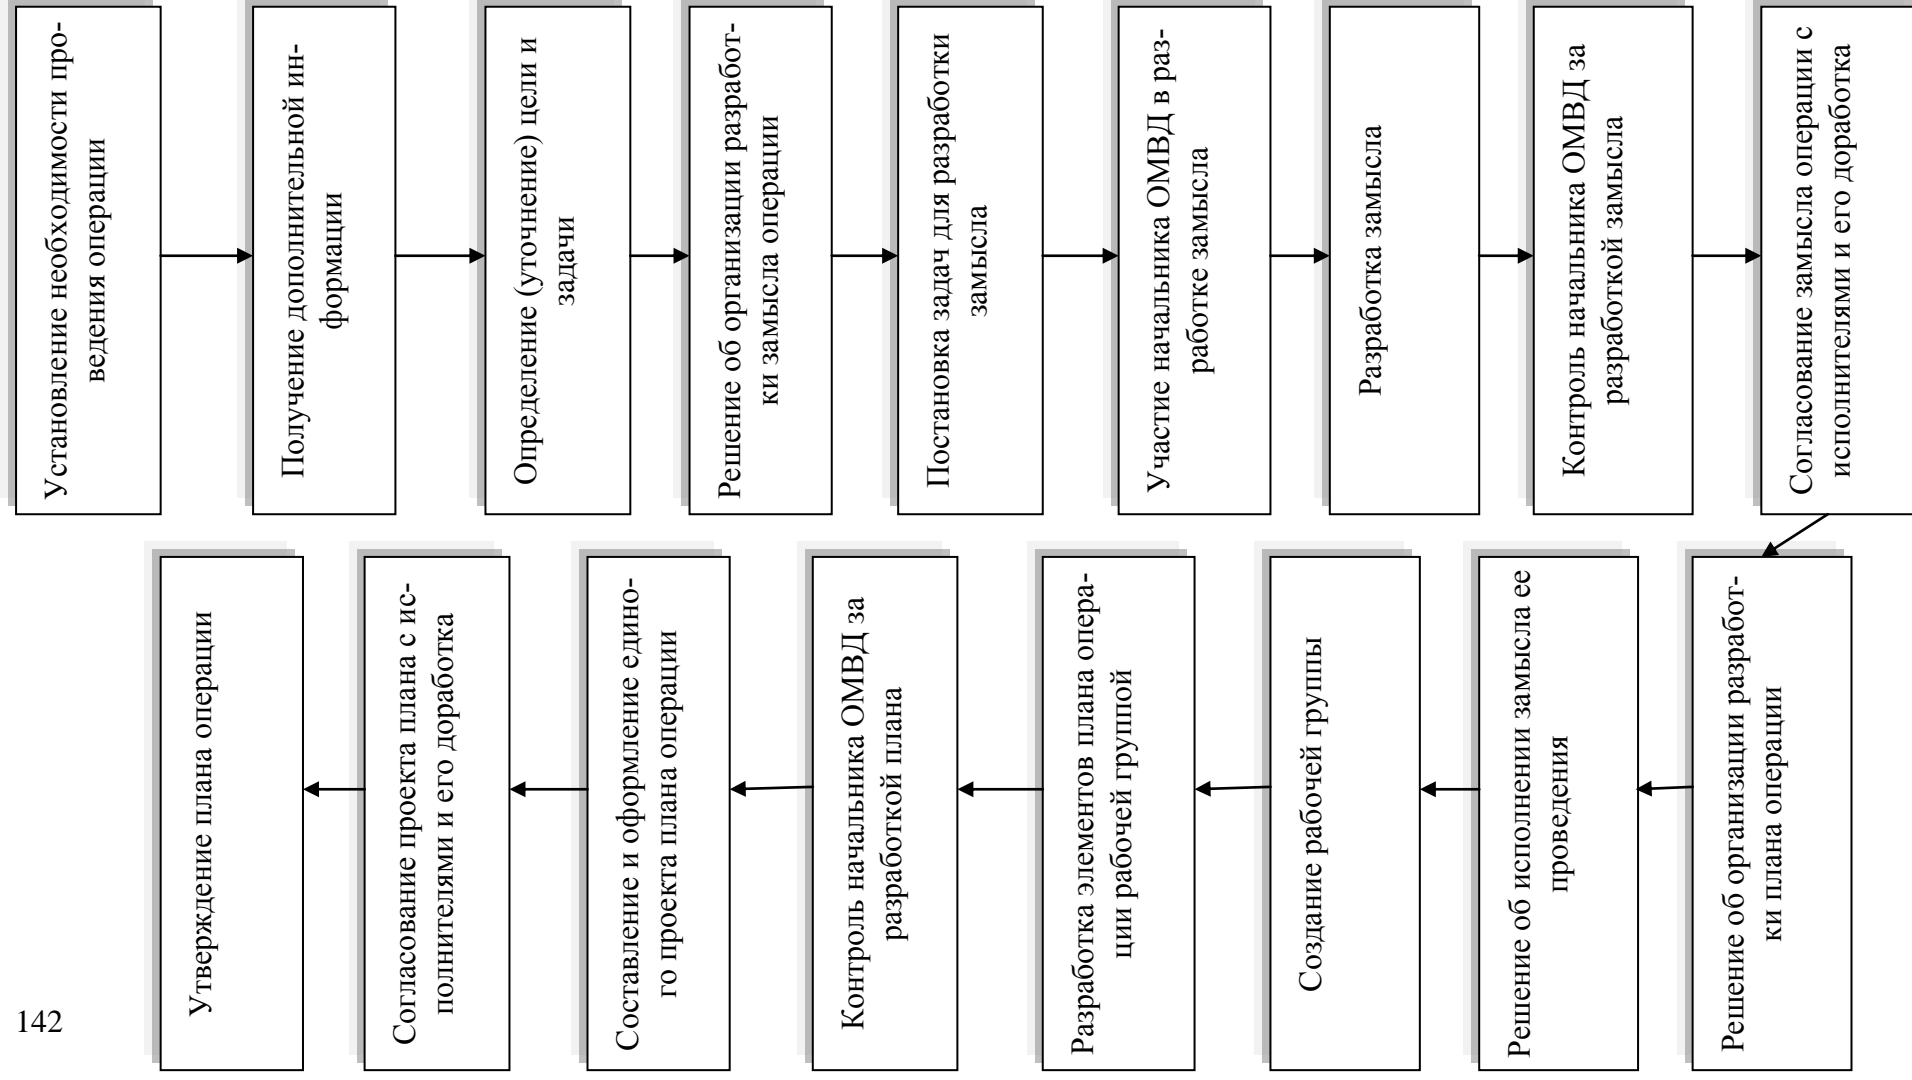 Установление необходимости про-
ведения операции
Получение дополнительной ин-
формации
Определение (уточнение) цели и
задачи
Решение об организации разработ-
ки замысла операции
Постановка задач для разработки
замысла
Участие начальника ОМВД в раз-
работке замысла
Разработка замысла
Контроль начальника ОМВД за
разработкой замысла
Согласование замысла операции с
исполнителями и его доработка
Решение об организации разработ-
ки плана операции
Решение об исполнении замысла ее
проведения
Создание рабочей группы
Разработка элементов плана опера-
ции рабочей группой
Контроль начальника ОМВД за
разработкой плана
Составление и оформление едино-
го проекта плана операции
Согласование проекта плана с ис-
полнителями и его доработка
Утверждение плана операции
142